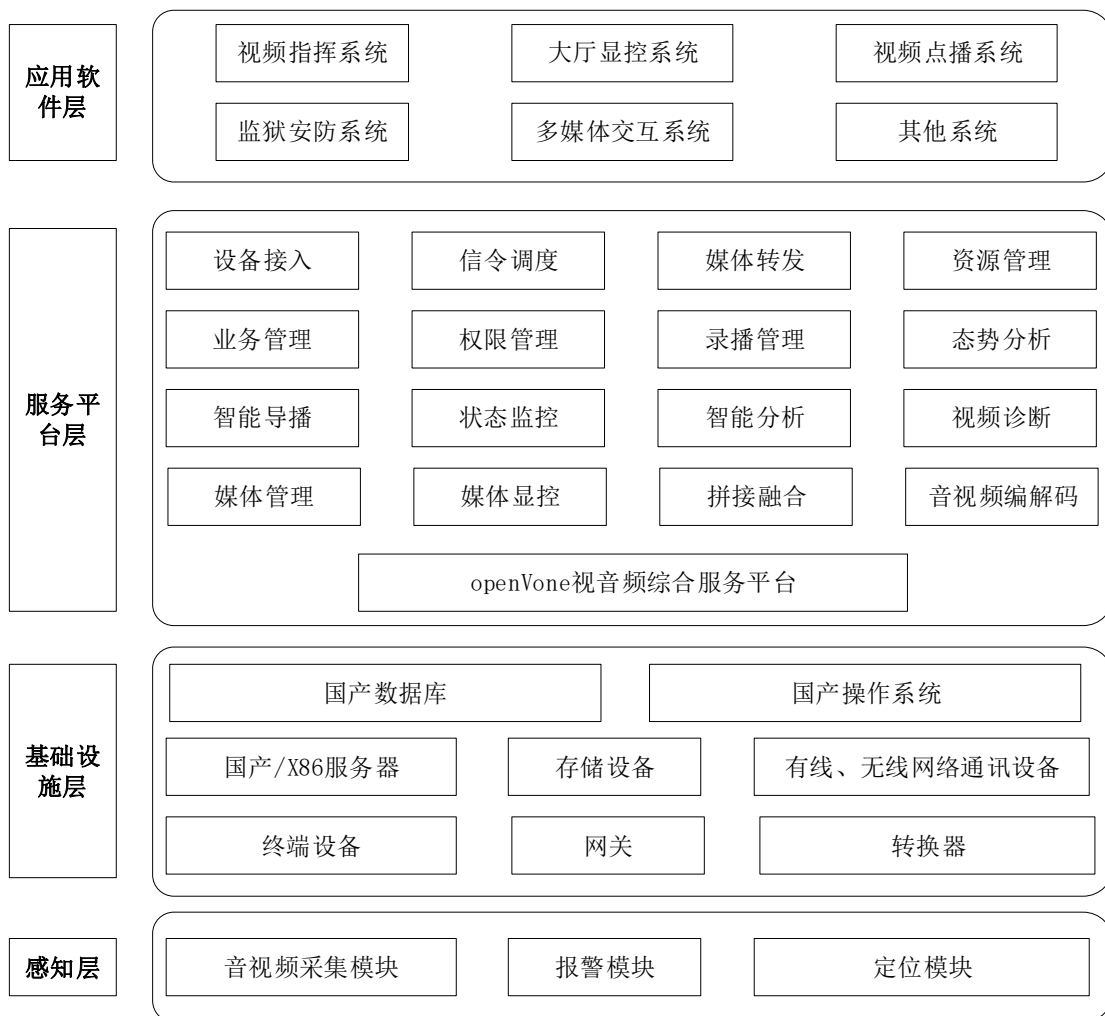 应用软
件层
视频指挥系统
大厅显控系统
视频点播系统
监狱安防系统
多媒体交互系统
其他系统
服务平
台层
设备接入
信令调度
媒体转发
资源管理
业务管理
权限管理
录播管理
态势分析
智能导播
状态监控
智能分析
视频诊断
媒体管理
媒体显控
拼接融合
音视频编解码
openVone视音频综合服务平台
基础设
施层
国产数据库
国产操作系统
国产/X86服务器
存储设备
有线、无线网络通讯设备
终端设备
网关
转换器
感知层
音视频采集模块
报警模块
定位模块